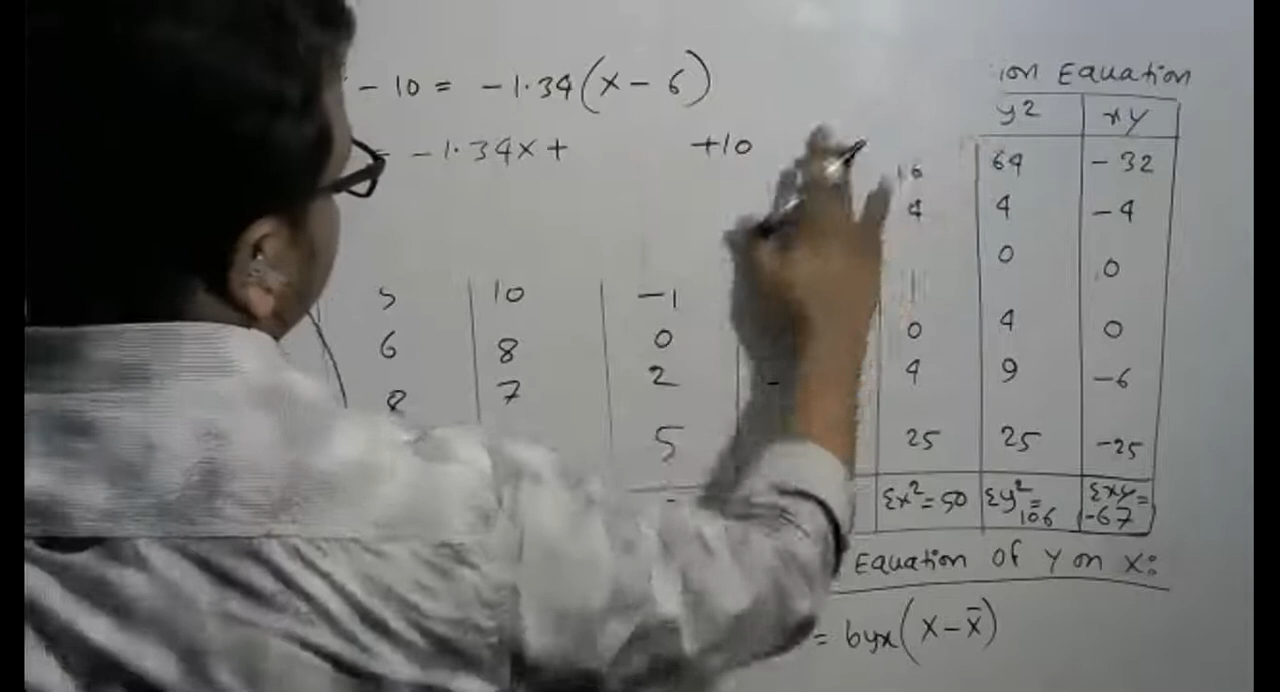 - 10 = -1.34(x - 6)
= -1.34x + +10
ion Equation
y2 xy
16 64 -32
4 4 -4
0 0
5 10 -1
6 8 0 0 4 0
8 7 2 - 4 9 -6
5 25 25 -25
Σx²=50 Σy²=106 Σxy=-67
Equation of Y on X:
= byx(X-x̄)